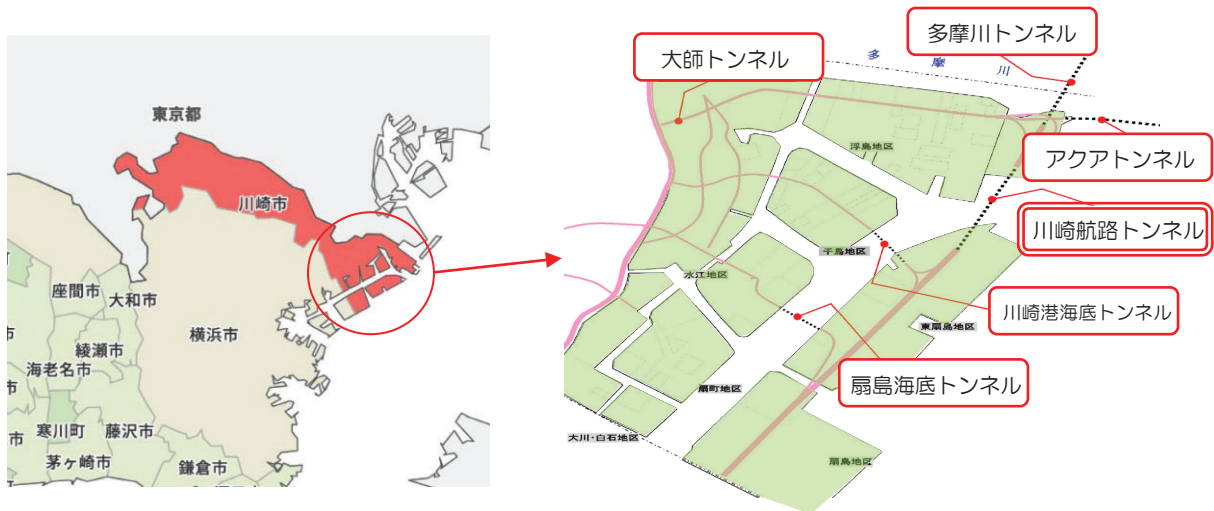 東京都
川崎市
座間市
大和市
横浜市
綾瀬市
海老名市
市
寒川町
藤沢市
市
茅ヶ崎市
鎌倉市
多摩川トンネル
大師トンネル
多摩川
アクアトンネル
浮島地区
川崎航路トンネル
千鳥地区
水江地区
川崎港海底トンネル
東扇島地区
扇島海底トンネル
扇町地区
大川・白石地区
扇島地区